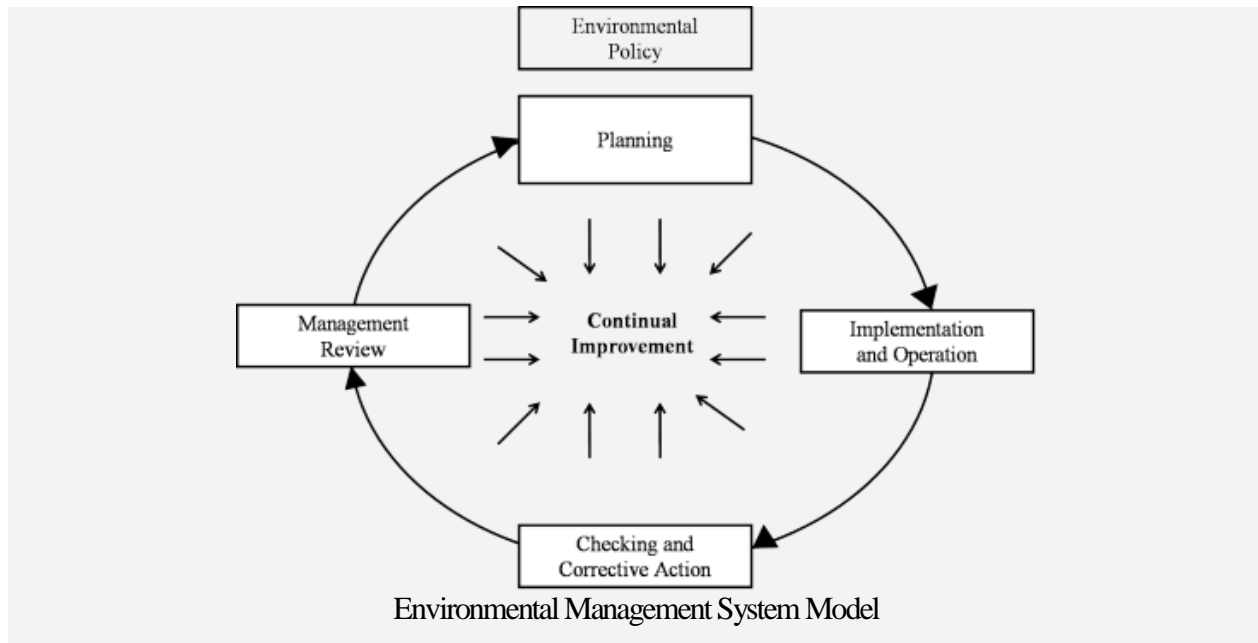 Environmental
Policy
Planning
Management
Review
Continual
Improvement
Implementation
and Operation
Checking and
Corrective Action
Environmental Management System Model